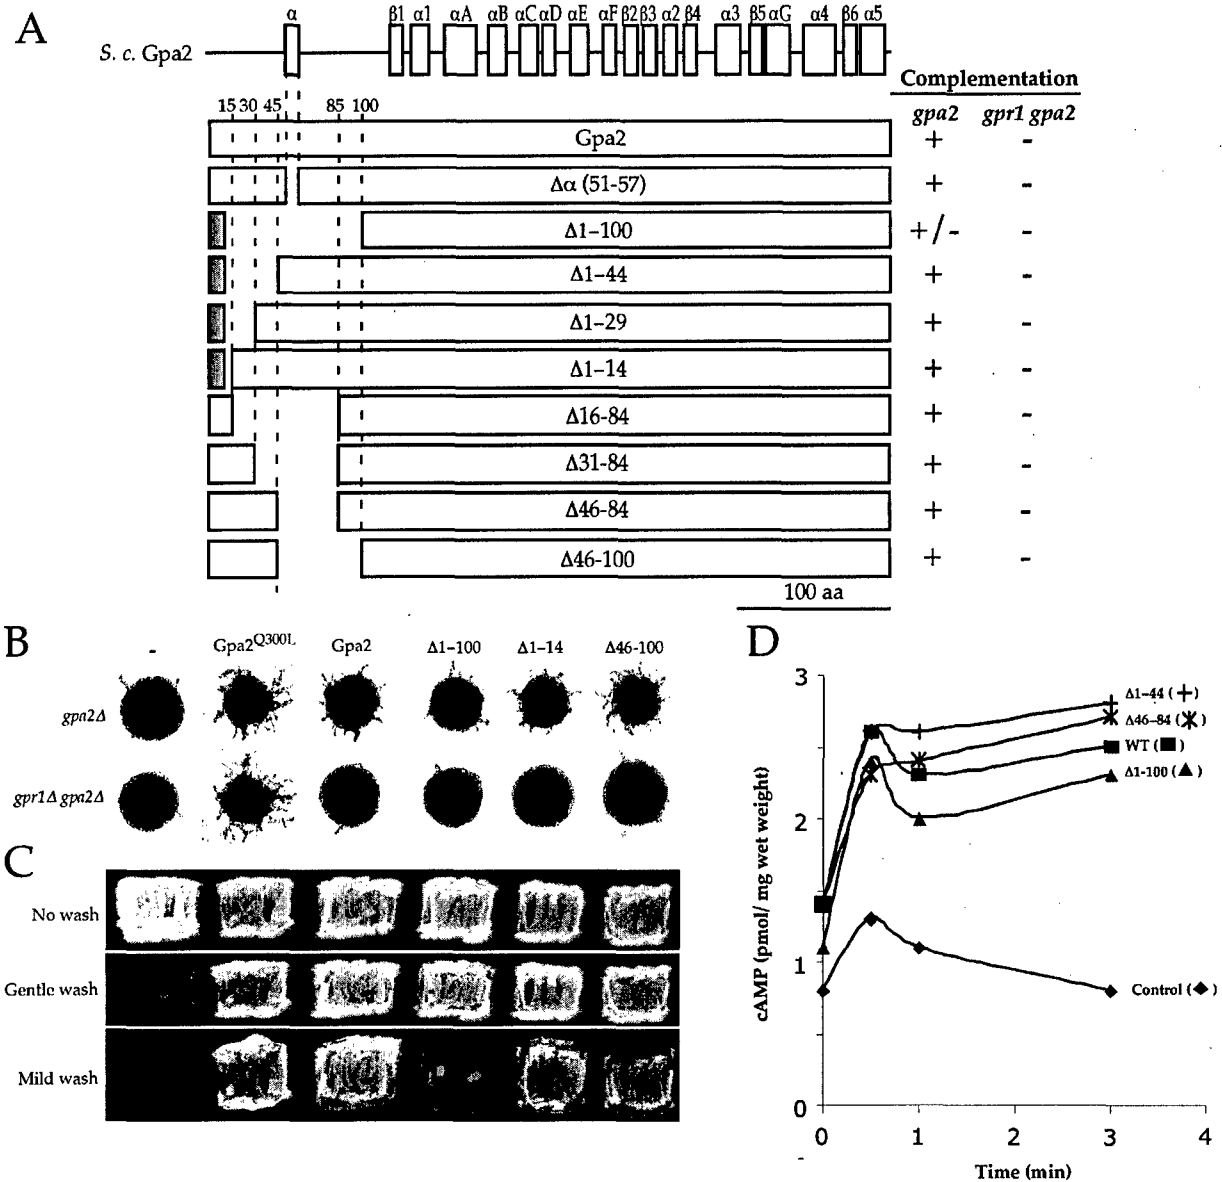 A
α β1 α1 αA αB αC αD αE αF β2 β3 α2 β4 α3 β5 αG α4 β6 α5
S. c. Gpa2
Complementation
gpa2 gpr1 gpa2
15 30 45 85 100
Gpa2 + -
Δα (51-57) + -
Δ1-100 +/- -
Δ1-44 + -
Δ1-29 + -
Δ1-14 + -
Δ16-84 + -
Δ31-84 + -
Δ46-84 + -
Δ46-100 + -
100 aa
B
- Gpa2Q300L Gpa2 Δ1-100 Δ1-14 Δ46-100
gpa2Δ
gpr1Δ gpa2Δ
C
No wash
Gentle wash
Mild wash
D
3
2
1
0
cAMP (pmol/ mg wet weight)
Δ1-44 (+)
Δ46-84 ( )
WT (■)
Δ1-100 (▲)
Control (◆)
0 1 2 3 4
Time (min)